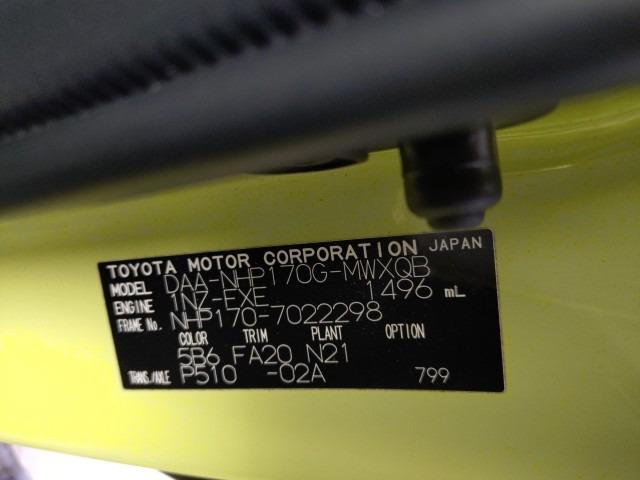 TOYOTA MOTOR CORPORATION JAPAN
MODEL DAA-NHP170G-MWXQB
ENGINE 1NZ-FXE 1496 mL
FRAME No. NHP170-7022298
COLOR TRIM PLANT OPTION
5B6 FA20 N21
TRANS./AXLE P510 -02A 799